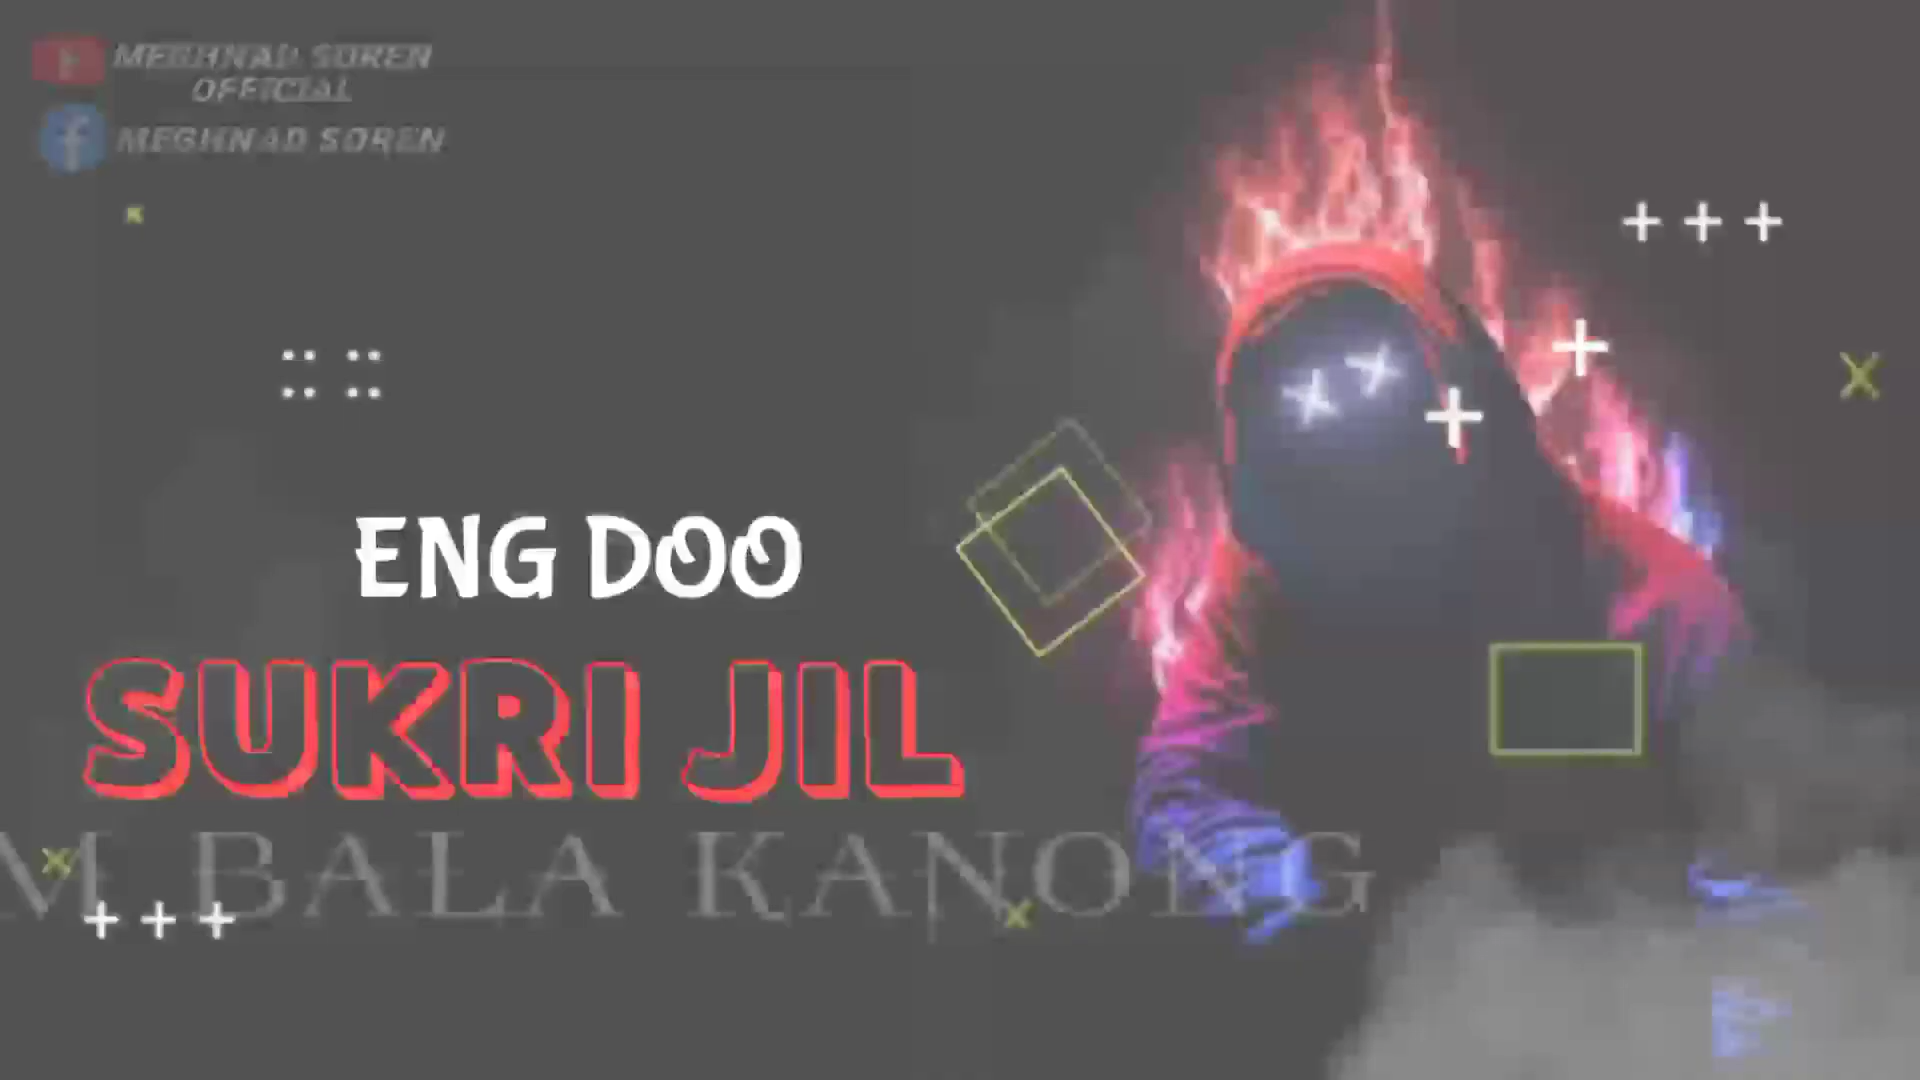 MEGHNAD SOREN
OFFICIAL
MEGHNAD SOREN
ENG DOO
SUKRI JIL
M BALA KANONG